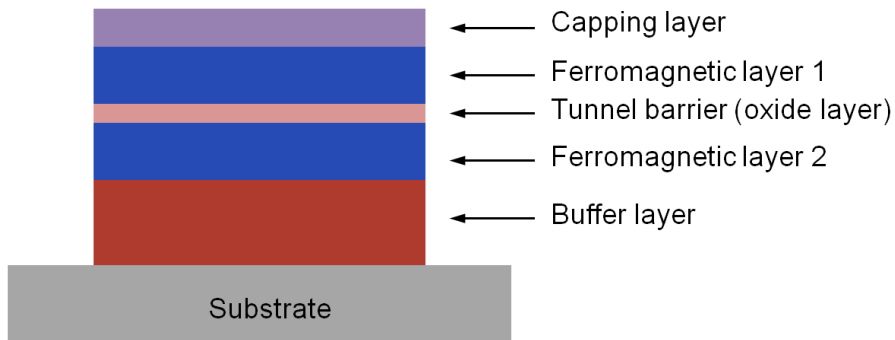 Capping layer
Ferromagnetic layer 1
Tunnel barrier (oxide layer)
Ferromagnetic layer 2
Buffer layer
Substrate